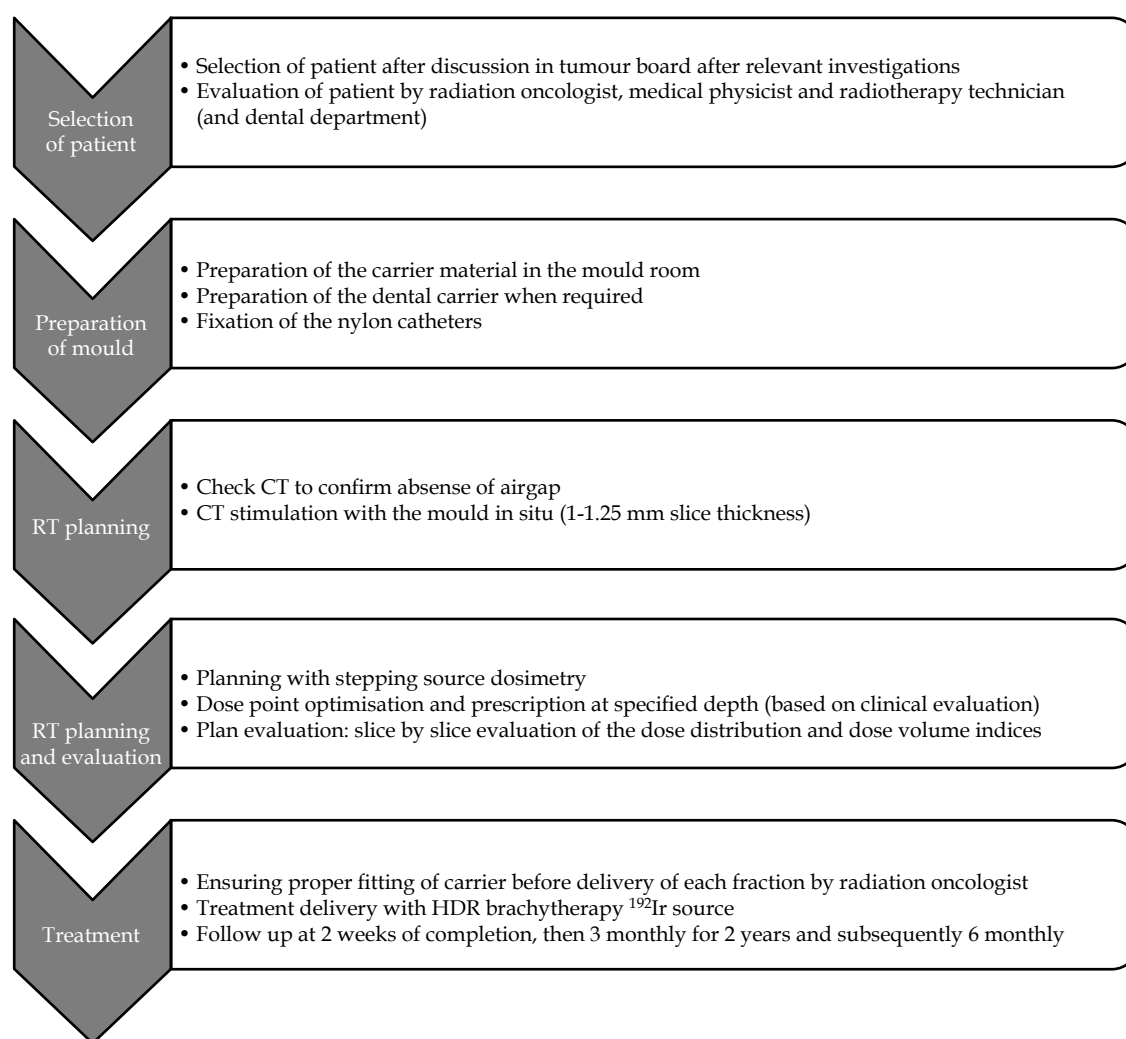 Selection
of patient
• Selection of patient after discussion in tumour board after relevant investigations
• Evaluation of patient by radiation oncologist, medical physicist and radiotherapy technician
(and dental department)
Preparation
of mould
• Preparation of the carrier material in the mould room
• Preparation of the dental carrier when required
• Fixation of the nylon catheters
RT planning
• Check CT to confirm absense of airgap
• CT stimulation with the mould in situ (1-1.25 mm slice thickness)
RT planning
and evaluation
• Planning with stepping source dosimetry
• Dose point optimisation and prescription at specified depth (based on clinical evaluation)
• Plan evaluation: slice by slice evaluation of the dose distribution and dose volume indices
Treatment
• Ensuring proper fitting of carrier before delivery of each fraction by radiation oncologist
• Treatment delivery with HDR brachytherapy ¹⁹²Ir source
• Follow up at 2 weeks of completion, then 3 monthly for 2 years and subsequently 6 monthly